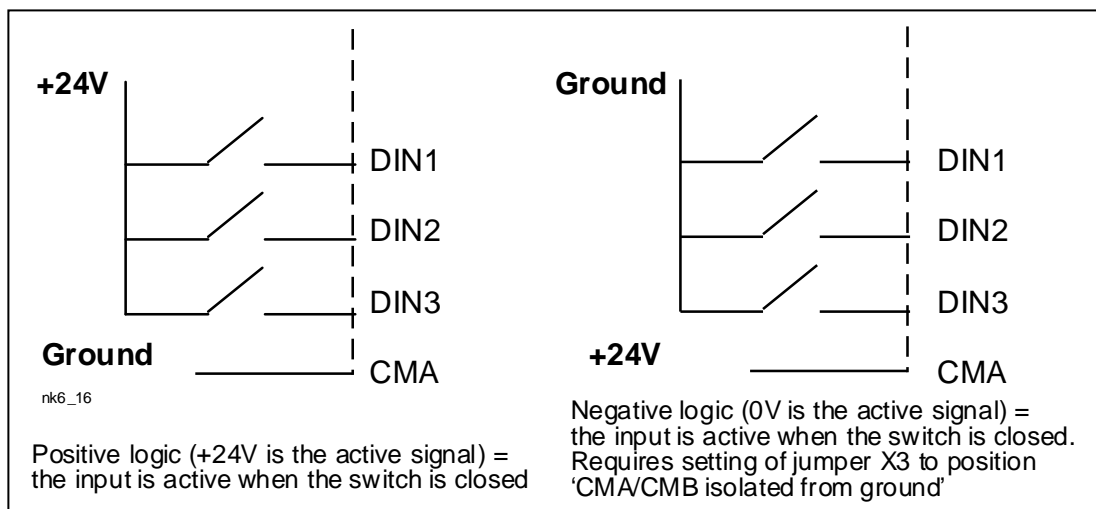 +24V
DIN1
DIN2
DIN3
Ground
CMA
nk6_16
Positive logic (+24V is the active signal) =
the input is active when the switch is closed
Ground
DIN1
DIN2
DIN3
+24V
CMA
Negative logic (0V is the active signal) =
the input is active when the switch is closed.
Requires setting of jumper X3 to position
‘CMA/CMB isolated from ground’